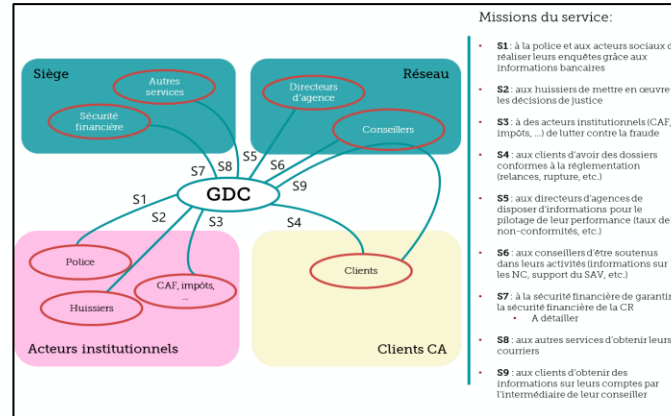 Siège
Autres
services
Sécurité
financière
Réseau
Directeurs
d'agence
Conseillers
S7
S8
S5
S6
S9
GDC
S1
S2
S3
S4
Police
Huissiers
CAF, impôts,
...
Acteurs institutionnels
Clients
Clients CA
Missions du service:
• S1 : à la police et aux acteurs sociaux d
réaliser leurs enquêtes grâce aux
informations bancaires
• S2 : aux huissiers de mettre en œuvre
les décisions de justice
• S3 : à des acteurs institutionnels (CAF,
impôts, ...) de lutter contre la fraude
• S4 : aux clients d'avoir des dossiers
conformes à la réglementation
(relances, rupture, etc.)
• S5 : aux directeurs d'agences de
disposer d'informations pour le
pilotage de leur performance (taux de
non-conformités, etc.)
• S6 : aux conseillers d'être soutenus
dans leurs activités (informations sur
les NC, support du SAV, etc.)
• S7 : à la sécurité financière de garantir
la sécurité financière de la CR
• A détailler
• S8 : aux autres services d'obtenir leurs
courriers
• S9 : aux clients d'obtenir des
informations sur leurs comptes par
l'intermédiaire de leur conseiller